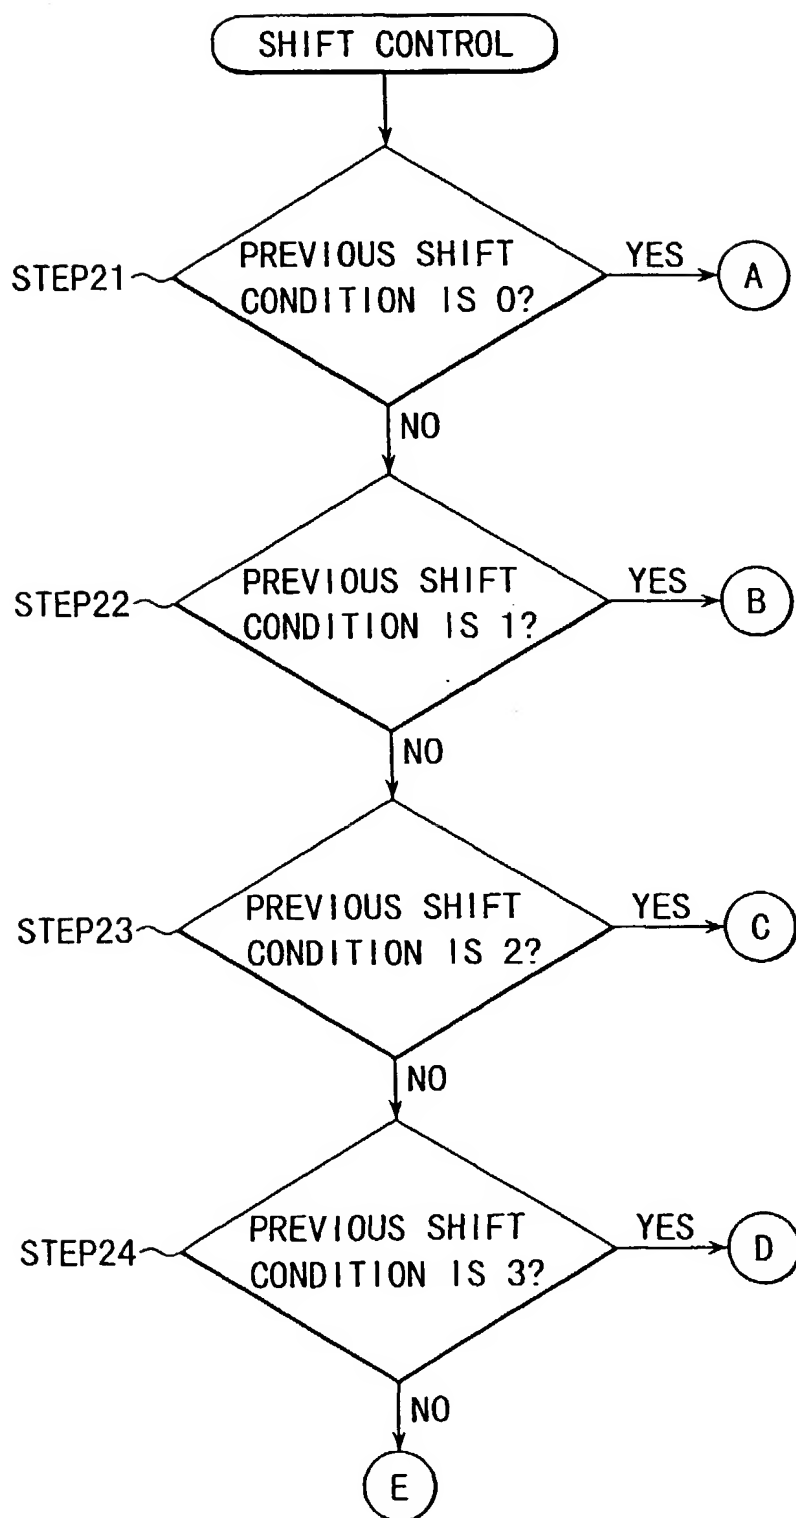 SHIFT CONTROL
STEP21
PREVIOUS SHIFT
CONDITION IS 0?
YES
A
NO
STEP22
PREVIOUS SHIFT
CONDITION IS 1?
YES
B
NO
STEP23
PREVIOUS SHIFT
CONDITION IS 2?
YES
C
NO
STEP24
PREVIOUS SHIFT
CONDITION IS 3?
YES
D
NO
E